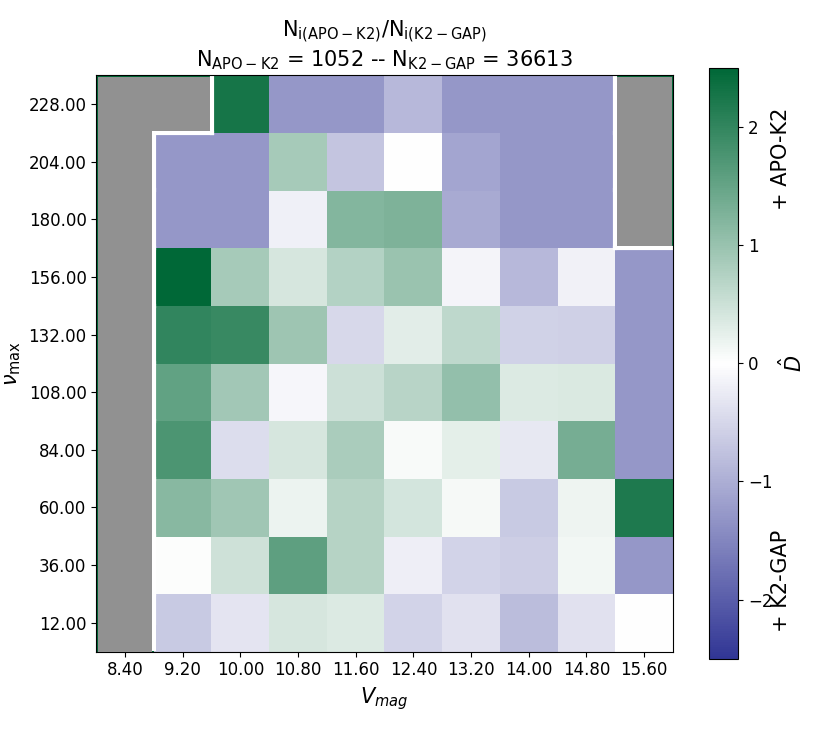 N_i(APO−K2)/N_i(K2−GAP)
N_APO−K2 = 1052 -- N_K2−GAP = 36613
228.00
204.00
180.00
156.00
132.00
108.00
84.00
60.00
36.00
12.00
ν_max
8.40 9.20 10.00 10.80 11.60 12.40 13.20 14.00 14.80 15.60
V_mag
2
1
0
−1
−2
+ APO-K2
D̂
+ K2-GAP